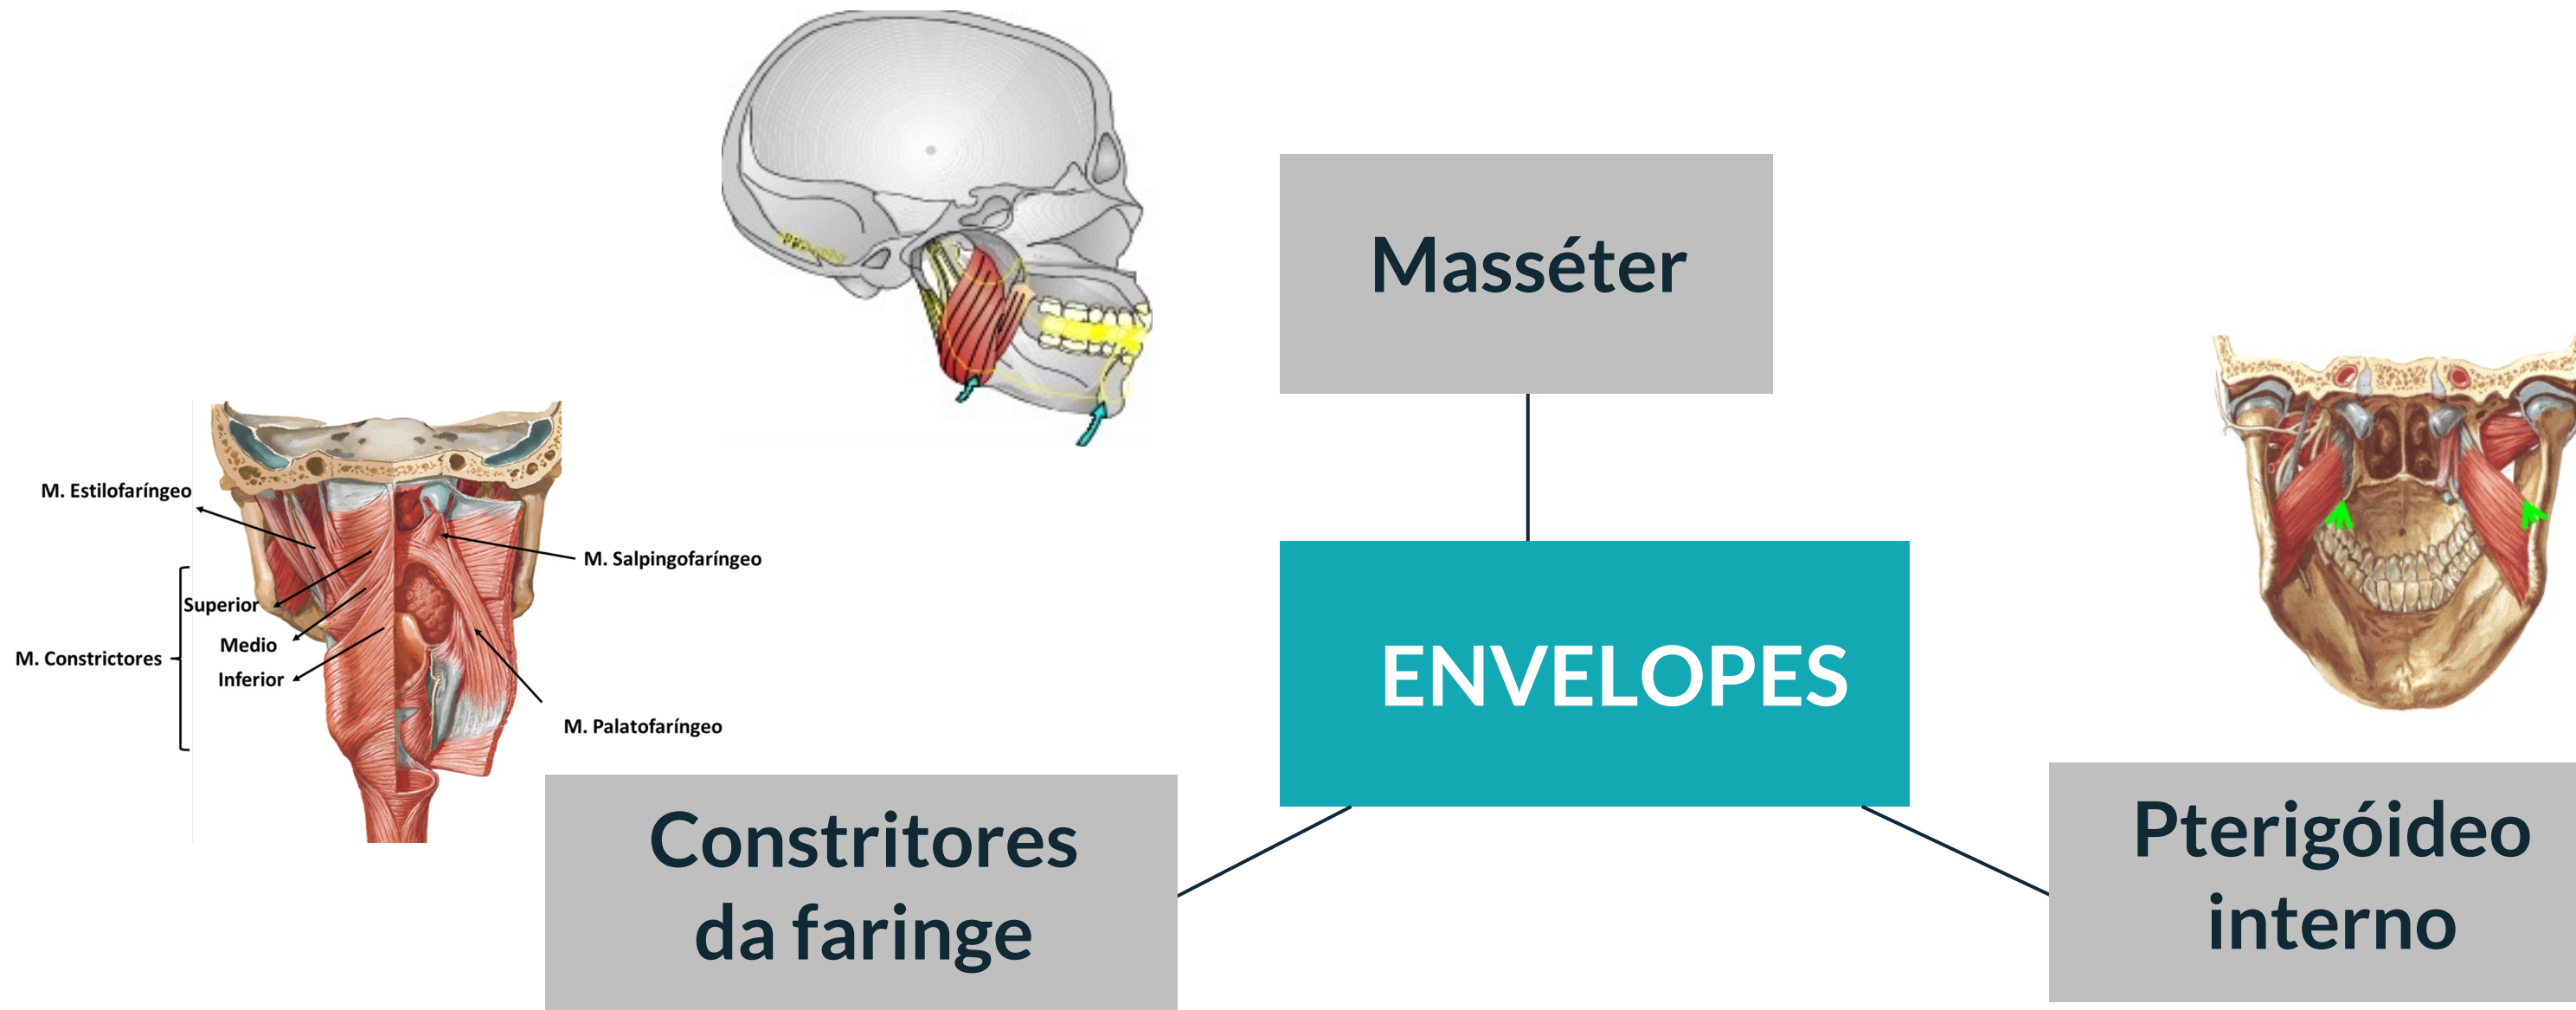 Masséter
M. Estilofaríngeo
M. Salpingofaríngeo
Superior
Medio
M. Constrictores
Inferior
M. Palatofaríngeo
ENVELOPES
Constritores
da faringe
Pterigóideo
interno